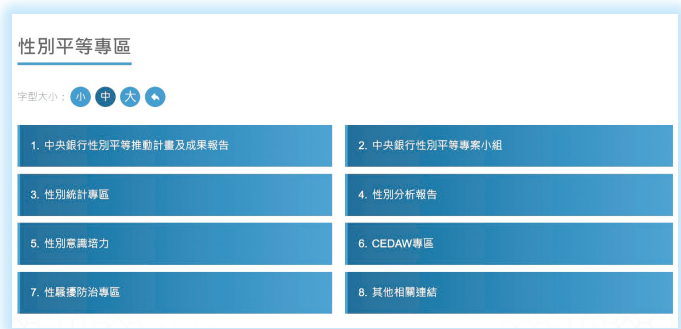 性別平等專區
字型大小： 小 中 大
1. 中央銀行性別平等推動計畫及成果報告
2. 中央銀行性別平等專案小組
3. 性別統計專區
4. 性別分析報告
5. 性別意識培力
6. CEDAW專區
7. 性騷擾防治專區
8. 其他相關連結